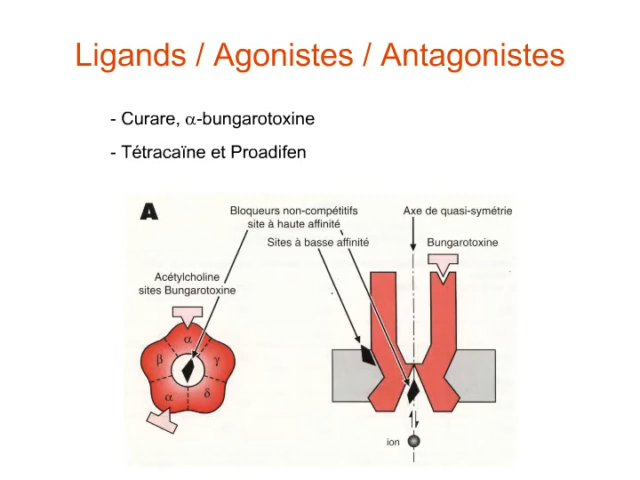 Ligands / Agonistes / Antagonistes
- Curare, α-bungarotoxine
- Tétracaïne et Proadifen
A
Bloqueurs non-compétitifs
site à haute affinité
Axe de quasi-symétrie
Sites à basse affinité
Bungarotoxine
Acétylcholine
sites Bungarotoxine
α
β
γ
α
δ
ion